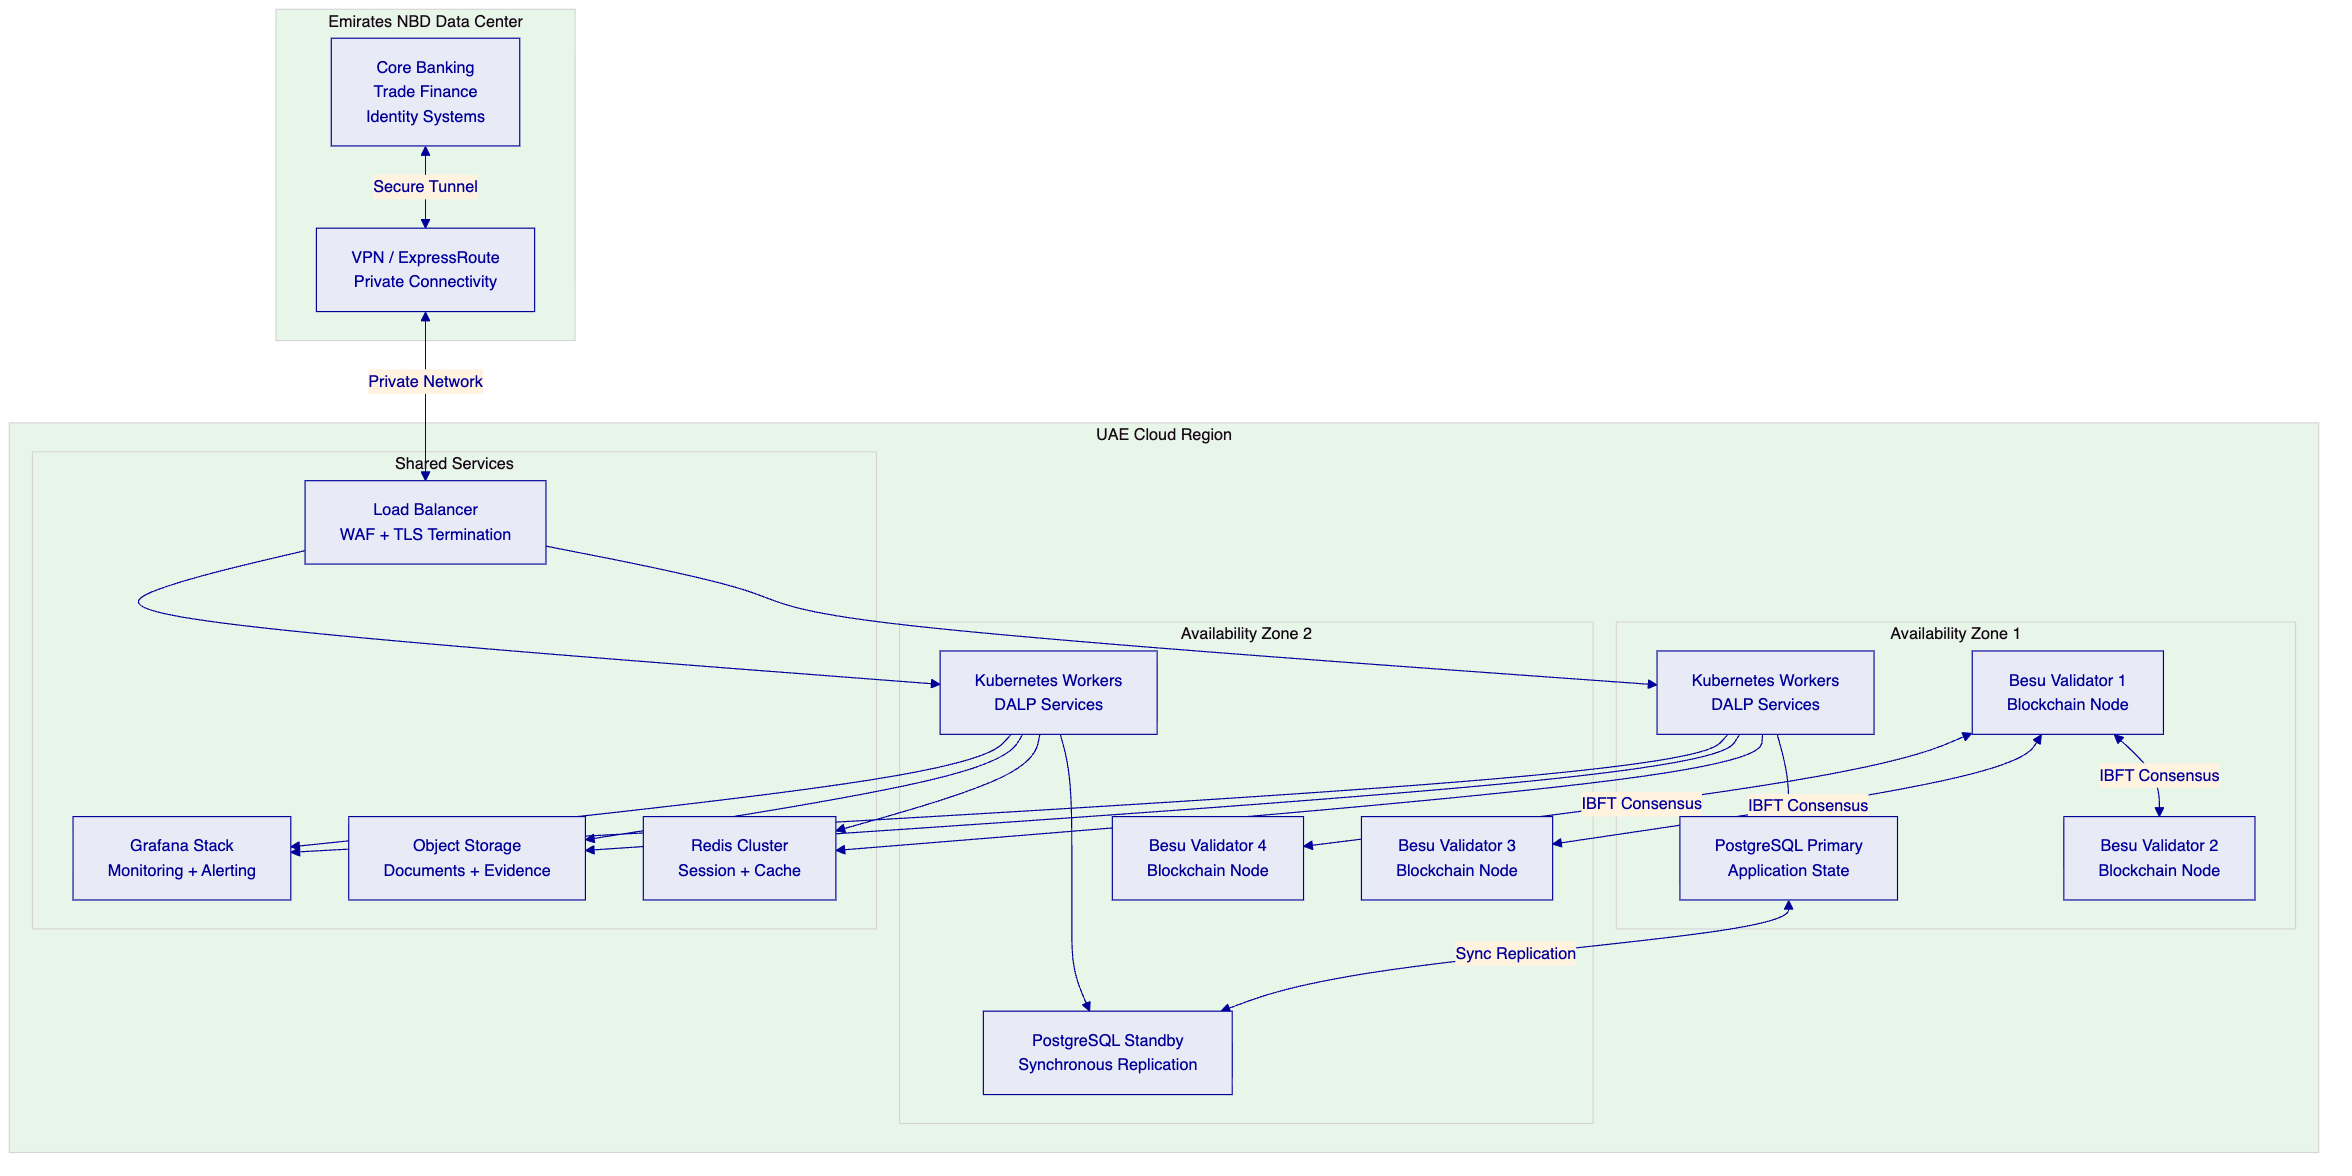 Emirates NBD Data Center
Core Banking
Trade Finance
Identity Systems
Secure Tunnel
VPN / ExpressRoute
Private Connectivity
Private Network
UAE Cloud Region
Shared Services
Load Balancer
WAF + TLS Termination
Availability Zone 2
Availability Zone 1
Kubernetes Workers
DALP Services
Kubernetes Workers
DALP Services
Besu Validator 1
Blockchain Node
IBFT Consensus
IBFT Consensus
IBFT Consensus
Grafana Stack
Monitoring + Alerting
Object Storage
Documents + Evidence
Redis Cluster
Session + Cache
Besu Validator 4
Blockchain Node
Besu Validator 3
Blockchain Node
PostgreSQL Primary
Application State
Besu Validator 2
Blockchain Node
Sync Replication
PostgreSQL Standby
Synchronous Replication